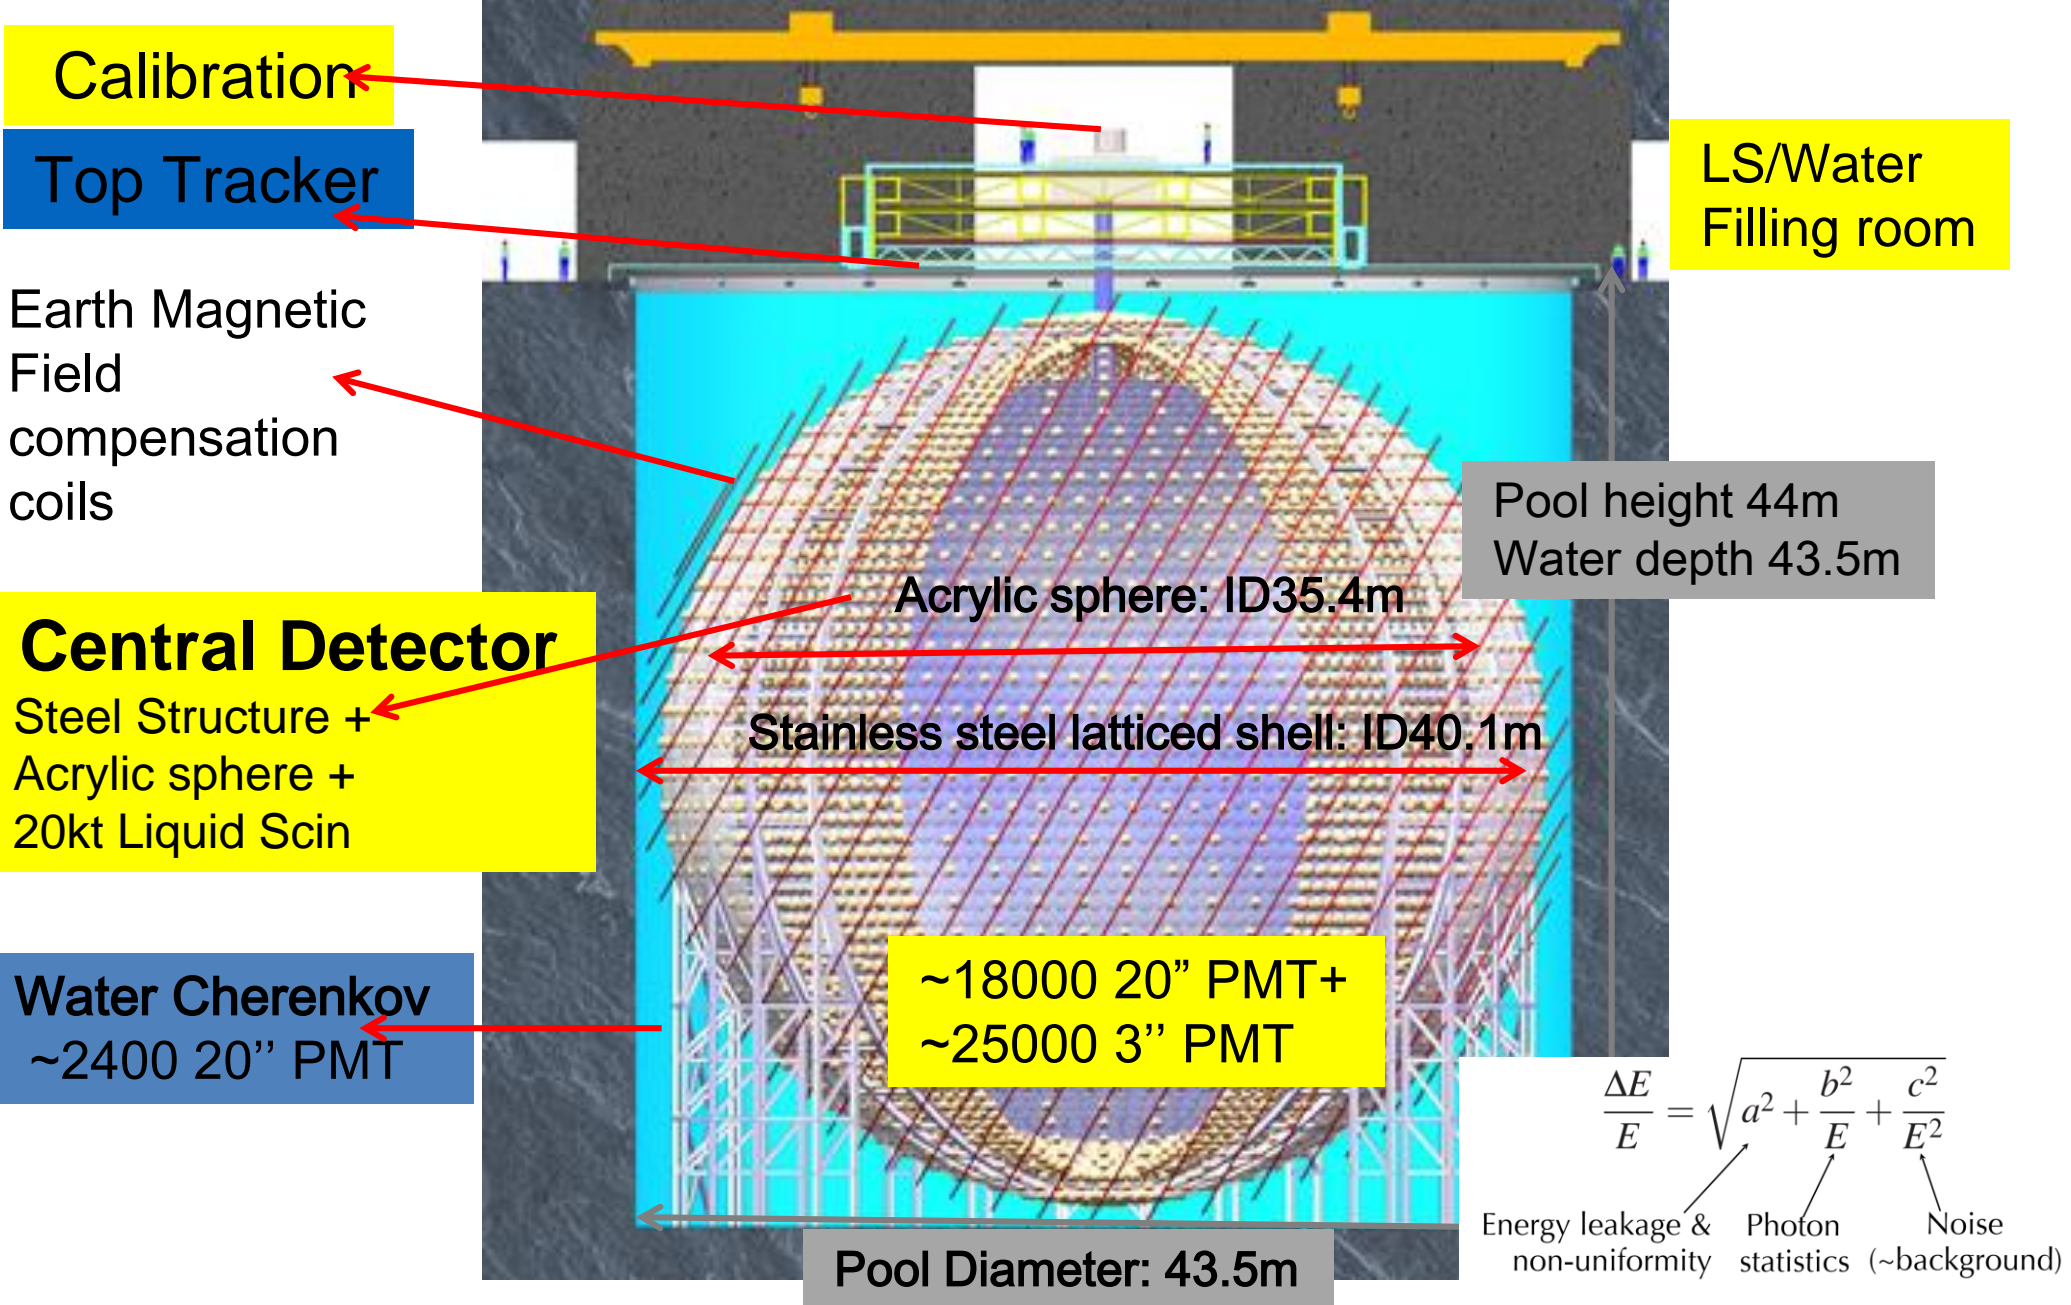 Calibration
Top Tracker
Earth Magnetic
Field
compensation
coils
Central Detector
Steel Structure +
Acrylic sphere +
20kt Liquid Scin
Water Cherenkov
~2400 20’’ PMT
LS/Water
Filling room
Pool height 44m
Water depth 43.5m
Acrylic sphere: ID35.4m
Stainless steel latticed shell: ID40.1m
~18000 20” PMT+
~25000 3’’ PMT
Pool Diameter: 43.5m
ΔE/E = √(a² + b²/E + c²/E²)
Energy leakage & non-uniformity
Photon statistics
Noise (~background)